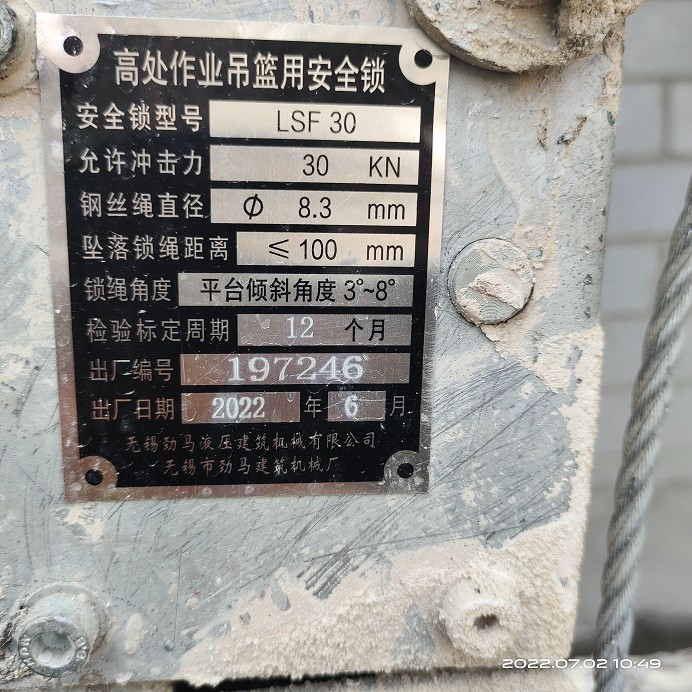 高处作业吊篮用安全锁
安全锁型号 LSF 30
允许冲击力 30 KN
钢丝绳直径 Φ 8.3 mm
坠落锁绳距离 ≤100 mm
锁绳角度 平台倾斜角度 3°~8°
检验标定周期 12 个月
出厂编号 197246
出厂日期 2022 年 6 月
无锡劲马液压建筑机械有限公司
无锡市劲马建筑机械厂
2022.07.02 10:49